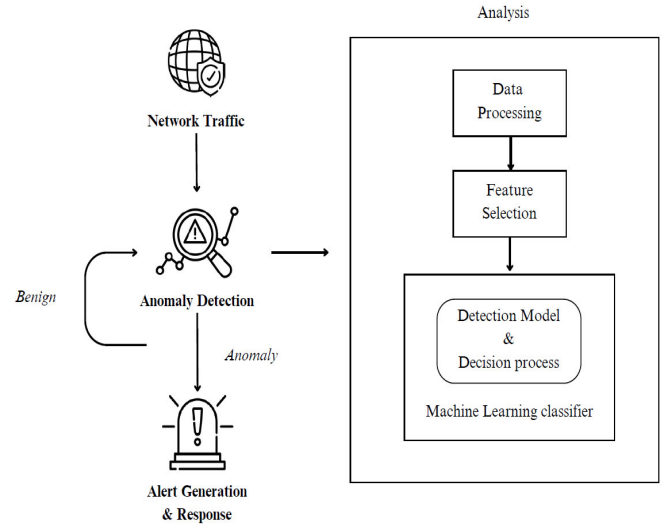 Analysis
Network Traffic
Benign
Anomaly Detection
Anomaly
Alert Generation
& Response
Data
Processing
Feature
Selection
Detection Model
&
Decision process
Machine Learning classifier